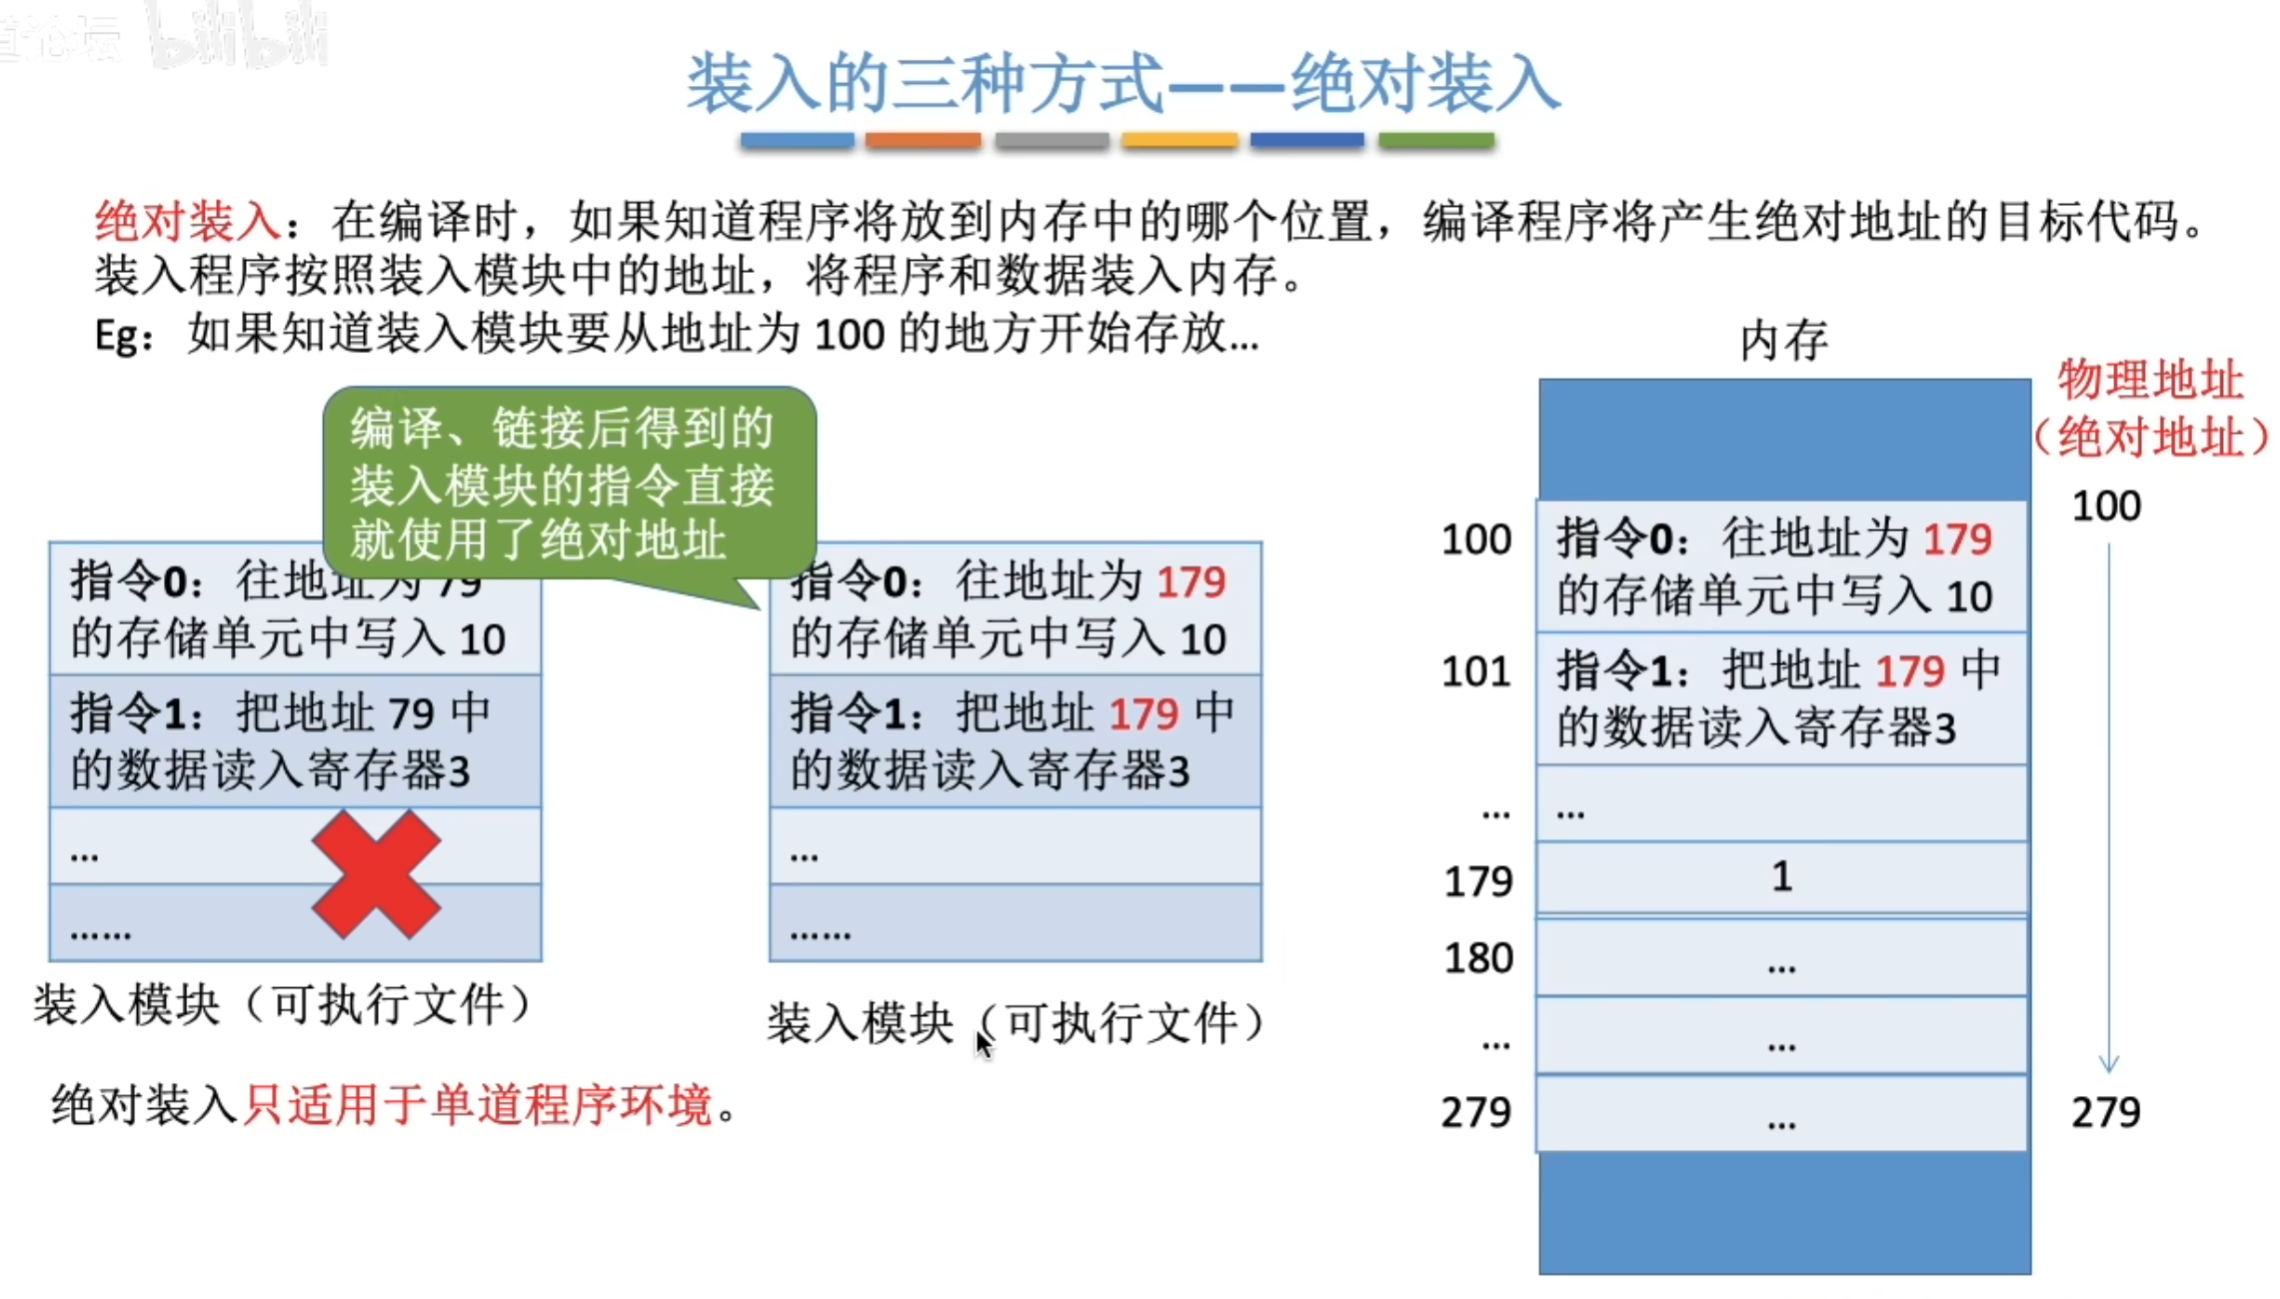 道论坛 bilibili
装入的三种方式——绝对装入
绝对装入：在编译时，如果知道程序将放到内存中的哪个位置，编译程序将产生绝对地址的目标代码。
装入程序按照装入模块中的地址，将程序和数据装入内存。
Eg：如果知道装入模块要从地址为 100 的地方开始存放...
编译、链接后得到的
装入模块的指令直接
就使用了绝对地址
指令0：往地址为 79
的存储单元中写入 10
指令1：把地址 79 中
的数据读入寄存器3
...
......
装入模块（可执行文件）
指令0：往地址为 179
的存储单元中写入 10
指令1：把地址 179 中
的数据读入寄存器3
...
......
装入模块（可执行文件）
绝对装入只适用于单道程序环境。
内存
物理地址
（绝对地址）
100
279
100
指令0：往地址为 179
的存储单元中写入 10
101
指令1：把地址 179 中
的数据读入寄存器3
... ...
179 1
180 ...
... ...
279 ...